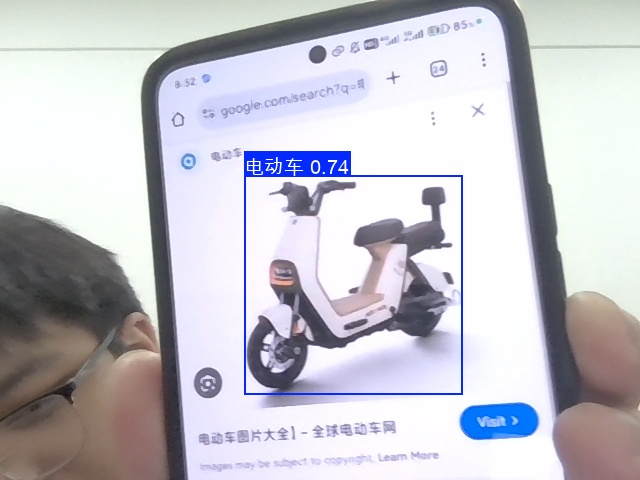 8:52 85%
google.com/search?q=
24
电动车
电动车 0.74
电动车图片大全1 - 全球电动车网
Visit >
Images may be subject to copyright. Learn More